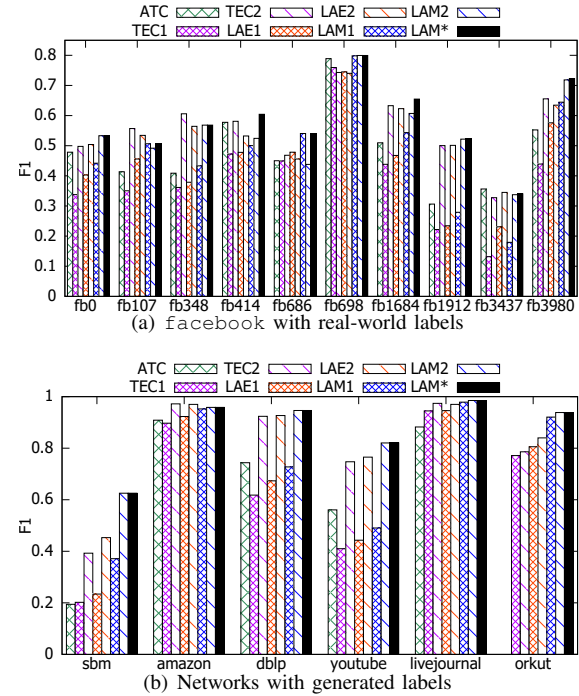 ATC TEC2 LAE2 LAM2
TEC1 LAE1 LAM1 LAM*
F1
0.8
0.7
0.6
0.5
0.4
0.3
0.2
0.1
0
fb0 fb107 fb348 fb414 fb686 fb698 fb1684 fb1912 fb3437 fb3980
(a) facebook with real-world labels
ATC TEC2 LAE2 LAM2
TEC1 LAE1 LAM1 LAM*
F1
1
0.8
0.6
0.4
0.2
0
sbm amazon dblp youtube livejournal orkut
(b) Networks with generated labels